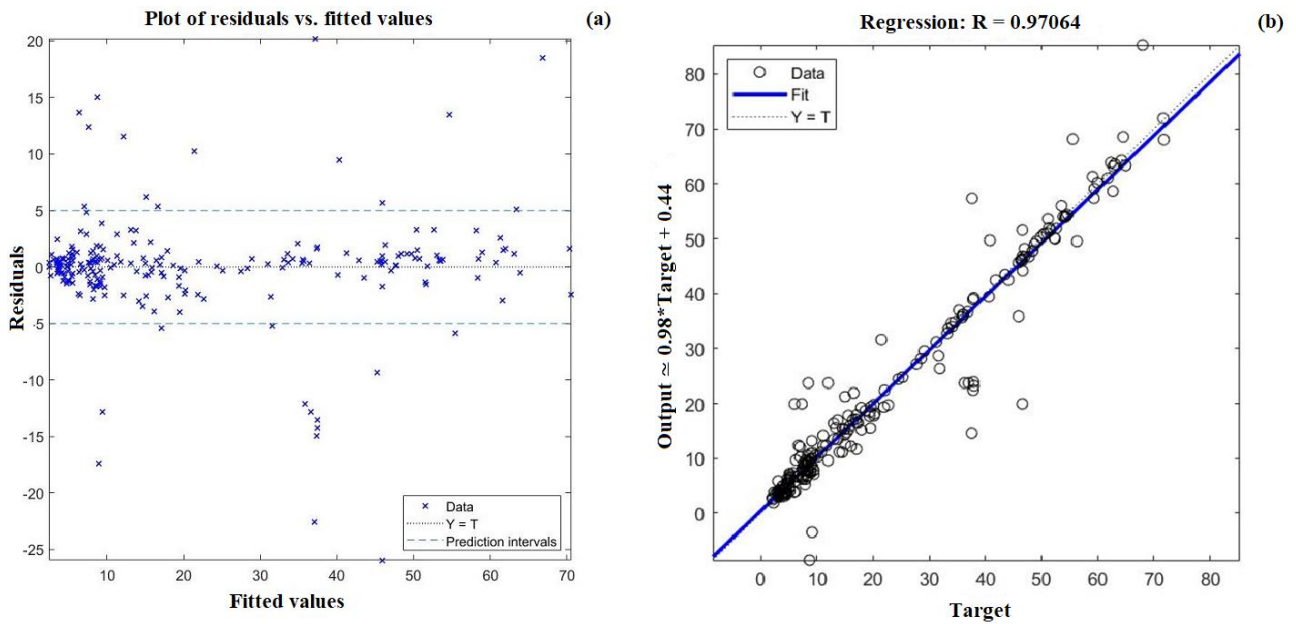 Plot of residuals vs. fitted values
(a)
20
15
10
5
0
-5
-10
-15
-20
-25
Residuals
Data
Y = T
Prediction intervals
10
20
30
40
50
60
70
Fitted values
Regression: R = 0.97064
(b)
Data
Fit
Y = T
80
70
60
50
40
30
20
10
0
Output ≃ 0.98*Target + 0.44
0
10
20
30
40
50
60
70
80
Target